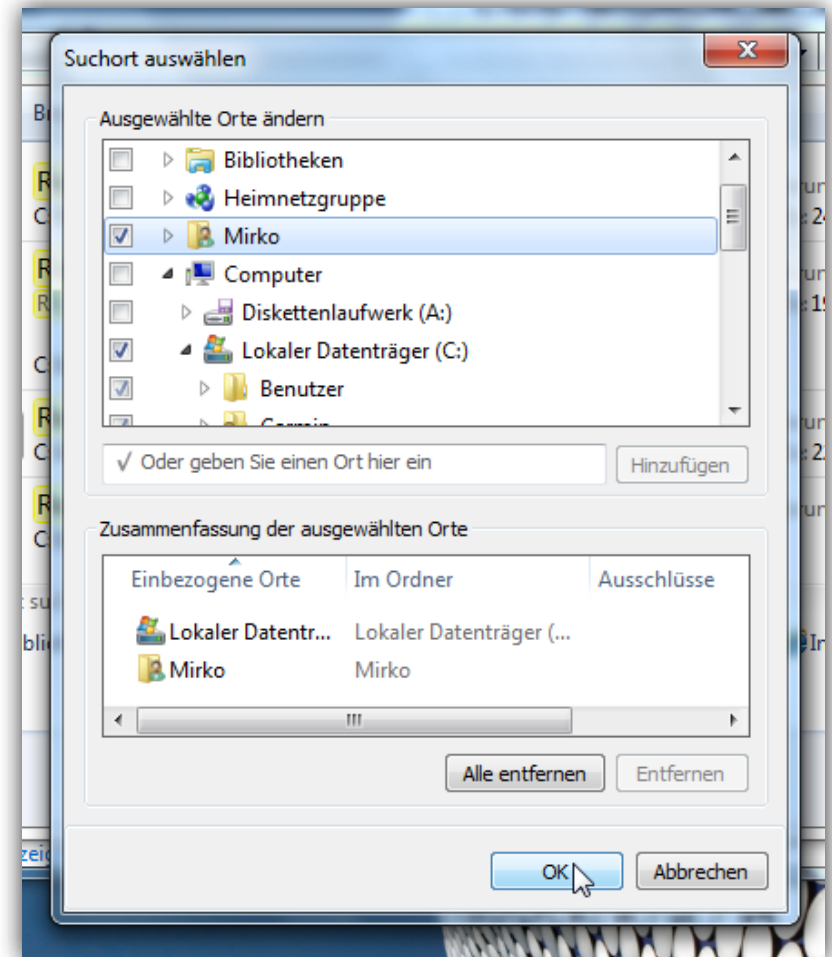 Suchort auswählen
Ausgewählte Orte ändern
Bibliotheken
Heimnetzgruppe
Mirko
Computer
Diskettenlaufwerk (A:)
Lokaler Datenträger (C:)
Benutzer
Oder geben Sie einen Ort hier ein
Hinzufügen
Zusammenfassung der ausgewählten Orte
Einbezogene Orte Im Ordner Ausschlüsse
Lokaler Datentr... Lokaler Datenträger (...
Mirko Mirko
Alle entfernen Entfernen
OK Abbrechen